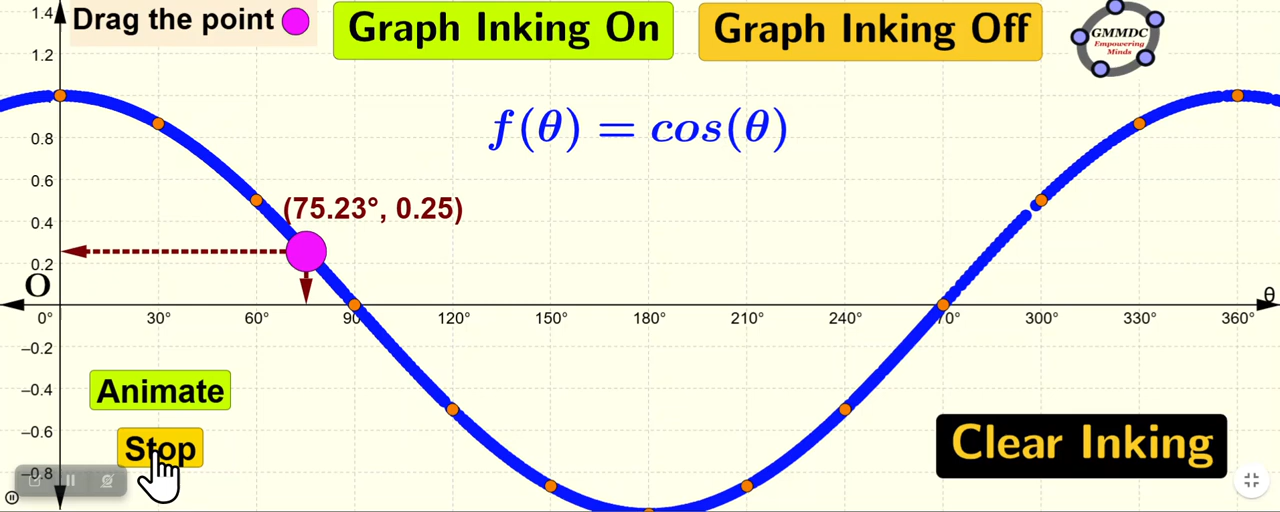 1.4
Drag the point
Graph Inking On
Graph Inking Off
GMMDC
Empowering
Minds
1.2
f(θ) = cos(θ)
0.8
0.6
(75.23°, 0.25)
0.4
0.2
O
θ
0° 30° 60° 90 120° 150° 180° 210° 240° 70° 300° 330° 360°
–0.2
–0.4
Animate
–0.6
Stop
Clear Inking
–0.8